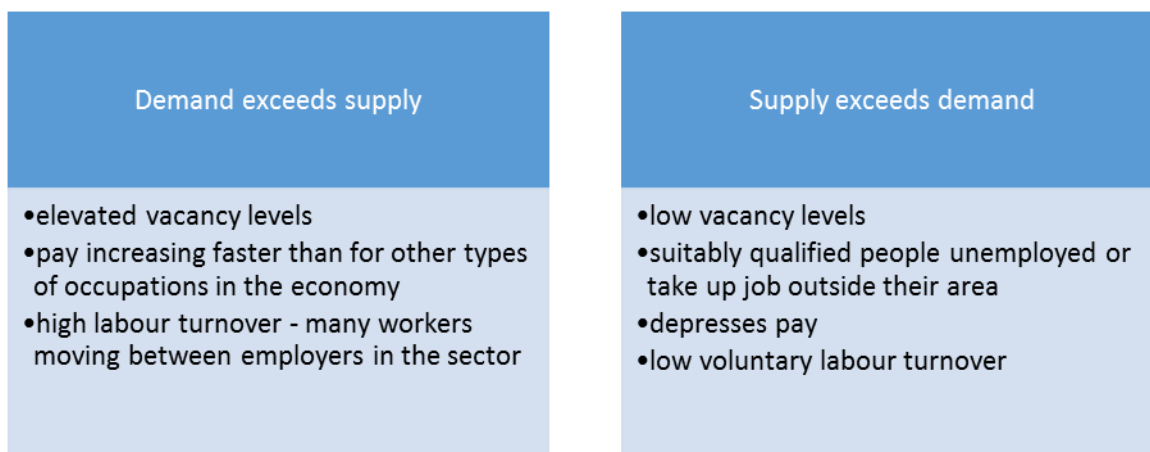 Demand exceeds supply
•elevated vacancy levels
•pay increasing faster than for other types
of occupations in the economy
•high labour turnover - many workers
moving between employers in the sector
Supply exceeds demand
•low vacancy levels
•suitably qualified people unemployed or
take up job outside their area
•depresses pay
•low voluntary labour turnover